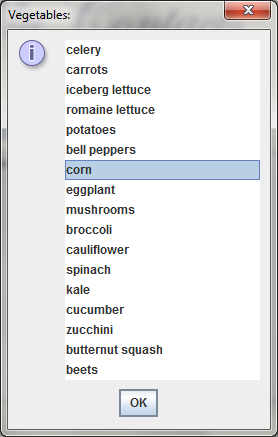 Vegetables:
celery
carrots
iceberg lettuce
romaine lettuce
potatoes
bell peppers
corn
eggplant
mushrooms
broccoli
cauliflower
spinach
kale
cucumber
zucchini
butternut squash
beets
OK